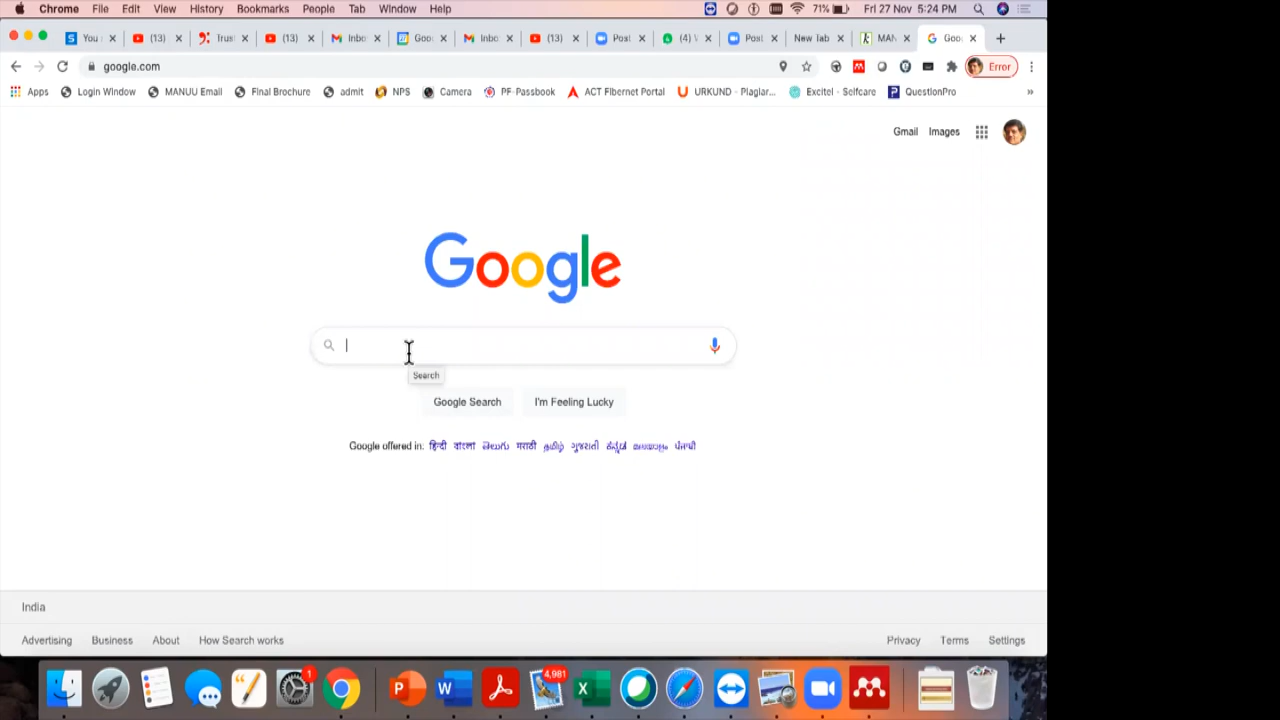 Chrome File Edit View History Bookmarks People Tab Window Help 71% Fri 27 Nov 5:24 PM
You (13) Trus (13) Inbo Goo Inbo (13) Post (4) Post New Tab MAN Goo
google.com Error
Apps Login Window MANUU Email Final Brochure admit NPS Camera PF-Passbook ACT Fibernet Portal URKUND - Plagiar... Excitel - Selfcare QuestionPro »
Gmail Images
Google
Search
Google Search I'm Feeling Lucky
Google offered in: हिन्दी বাংলা తెలుగు मराठी தமிழ் ગુજરાતી ಕನ್ನಡ മലയാളം ਪੰਜਾਬੀ
India
Advertising Business About How Search works Privacy Terms Settings
1 4,981